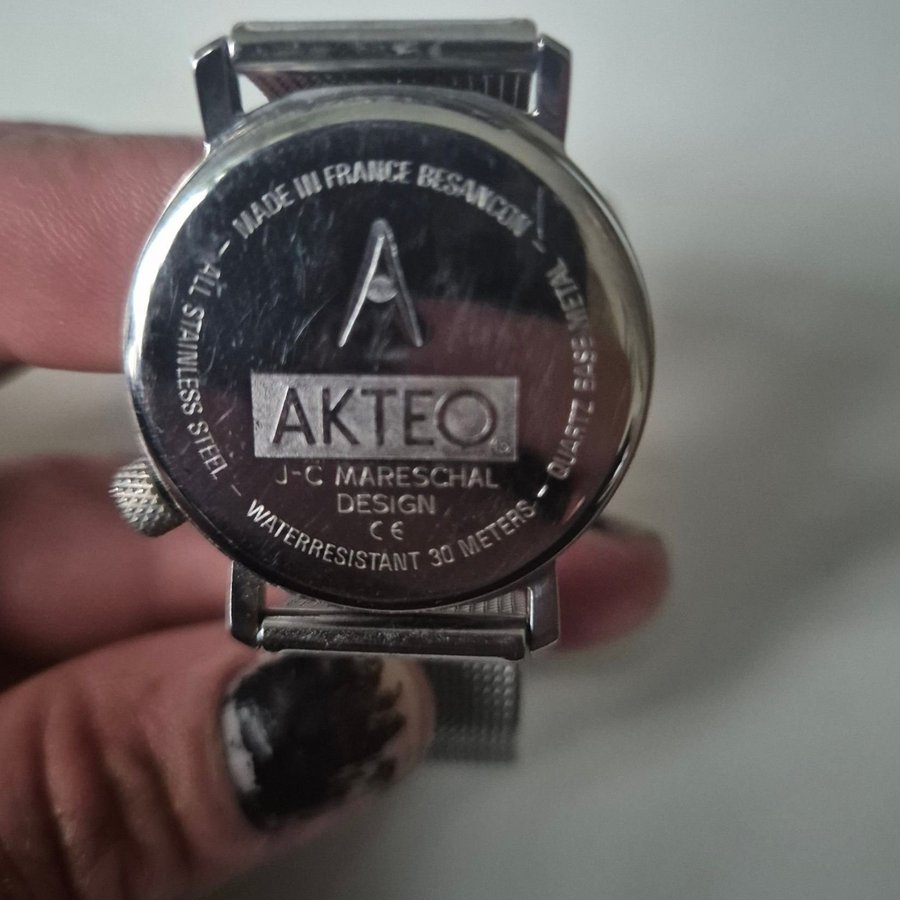 MADE IN FRANCE BESANCON -
AKTEO
J-C MARESCHAL
DESIGN
CE
QUARTZ BASE METAL -
WATERRESISTANT 30 METERS -
ALL STAINLESS STEEL -